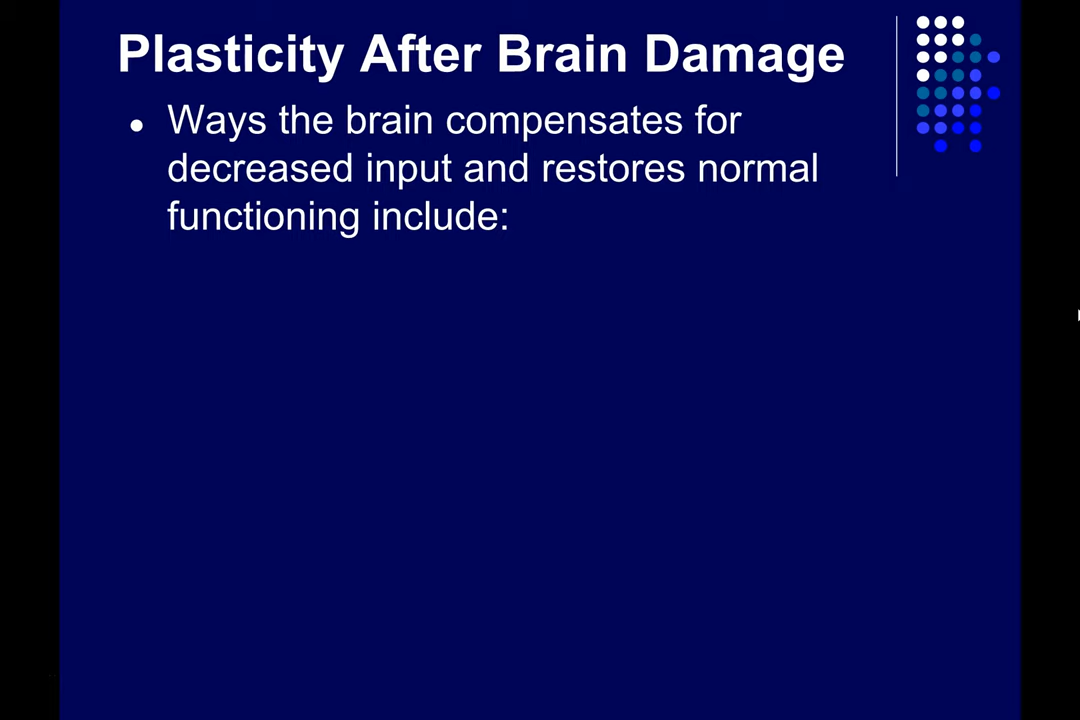 Plasticity After Brain Damage
Ways the brain compensates for
decreased input and restores normal
functioning include: